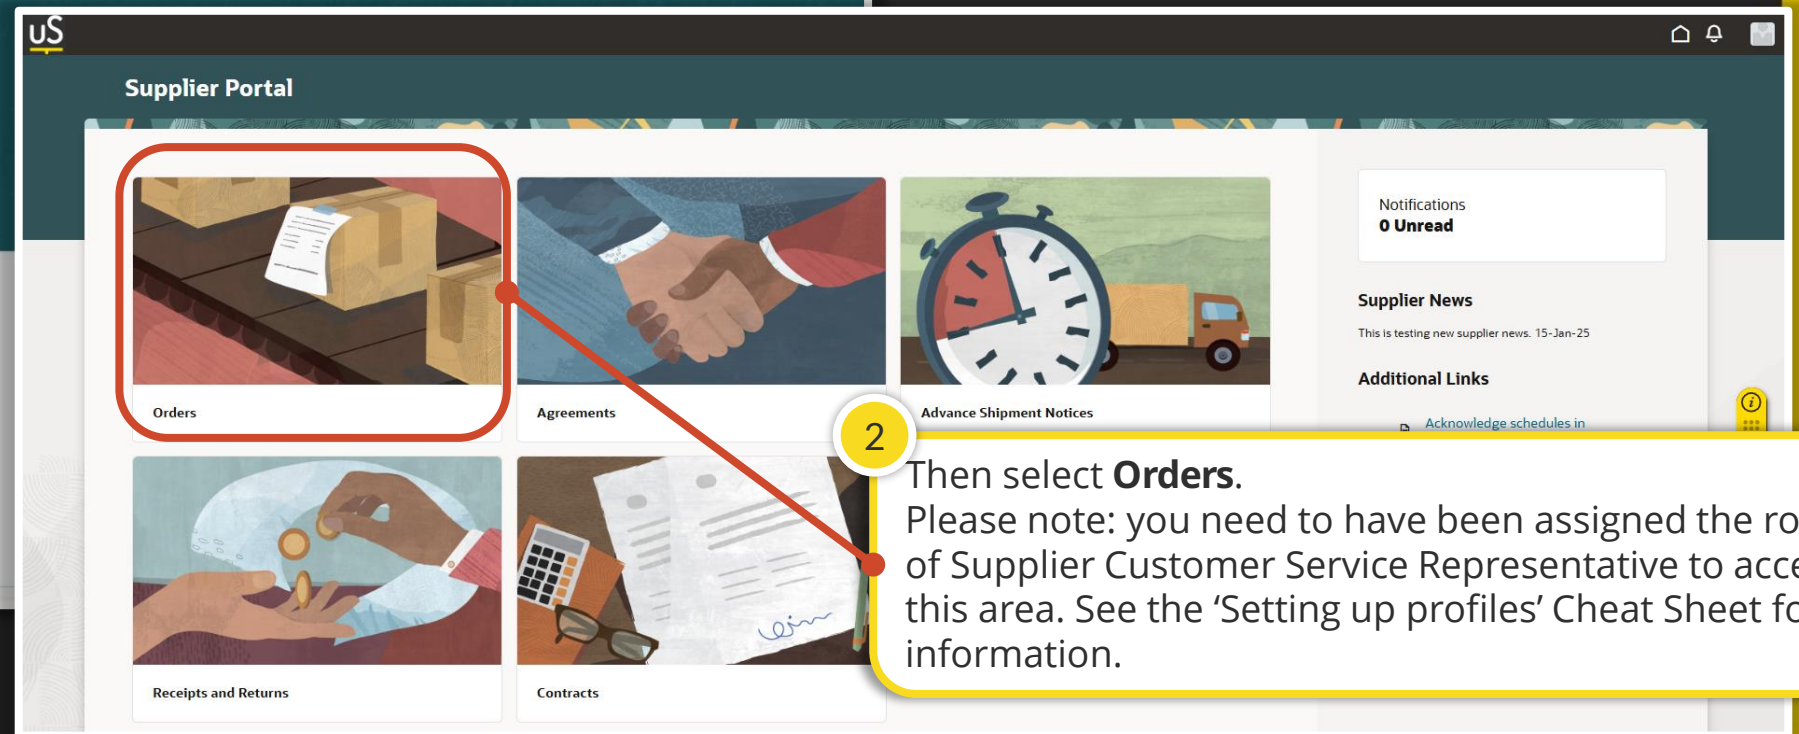 uS
Supplier Portal
Notifications
0 Unread
Supplier News
This is testing new supplier news. 15-Jan-25
Additional Links
Acknowledge schedules in
Orders
Agreements
Advance Shipment Notices
2
Then select Orders.
Please note: you need to have been assigned the ro
of Supplier Customer Service Representative to acce
this area. See the ‘Setting up profiles’ Cheat Sheet fo
information.
Receipts and Returns
Contracts